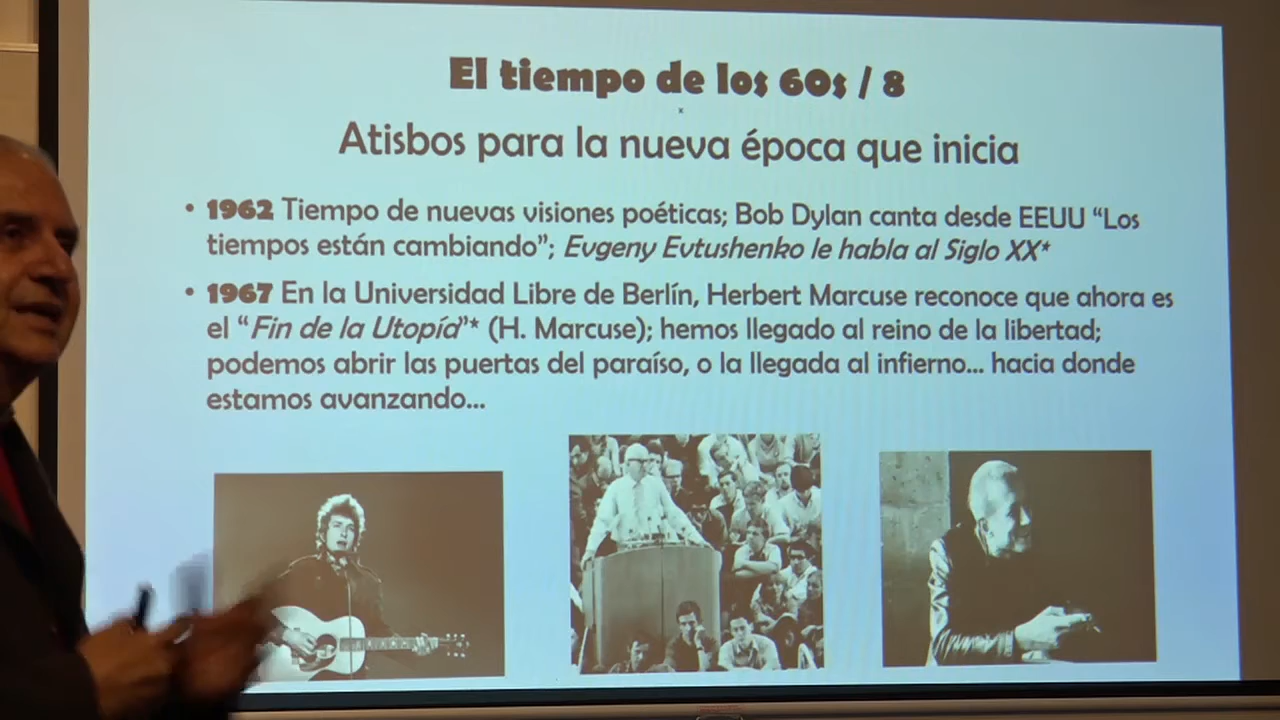 El tiempo de los 60s / 8
Atisbos para la nueva época que inicia
• 1962 Tiempo de nuevas visiones poéticas; Bob Dylan canta desde EEUU “Los
tiempos están cambiando”; Evgeny Evtushenko le habla al Siglo XX*
• 1967 En la Universidad Libre de Berlín, Herbert Marcuse reconoce que ahora es
el “Fin de la Utopía”* (H. Marcuse); hemos llegado al reino de la libertad;
podemos abrir las puertas del paraíso, o la llegada al infierno... hacia donde
estamos avanzando...